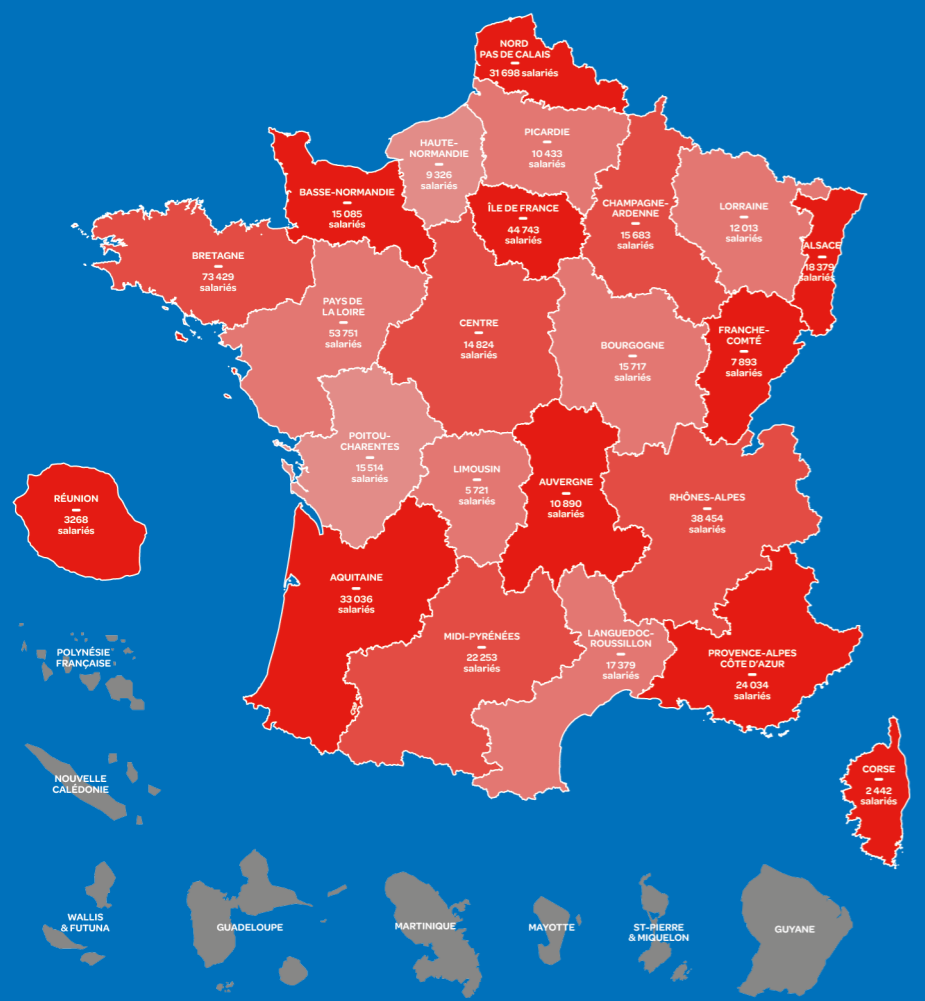 NORD
PAS DE CALAIS
31 698 salariés
HAUTE-
NORMANDIE
9 326
salariés
PICARDIE
10 433
salariés
BASSE-NORMANDIE
15 085
salariés
ÎLE DE FRANCE
44 743
salariés
CHAMPAGNE-
ARDENNE
15 683
salariés
LORRAINE
12 013
salariés
ALSACE
18 379
salariés
BRETAGNE
73 429
salariés
PAYS DE
LA LOIRE
53 751
salariés
CENTRE
14 824
salariés
BOURGOGNE
15 717
salariés
FRANCHE-
COMTÉ
7 893
salariés
POITOU-
CHARENTES
15 514
salariés
LIMOUSIN
5 721
salariés
AUVERGNE
10 890
salariés
RHÔNES-ALPES
38 454
salariés
RÉUNION
3268
salariés
AQUITAINE
33 036
salariés
MIDI-PYRÉNÉES
22 253
salariés
LANGUEDOC-
ROUSSILLON
17 379
salariés
PROVENCE-ALPES
CÔTE D'AZUR
24 034
salariés
POLYNÉSIE
FRANÇAISE
NOUVELLE
CALÉDONIE
CORSE
2 442
salariés
WALLIS
& FUTUNA
GUADELOUPE
MARTINIQUE
MAYOTTE
ST-PIERRE
& MIQUELON
GUYANE